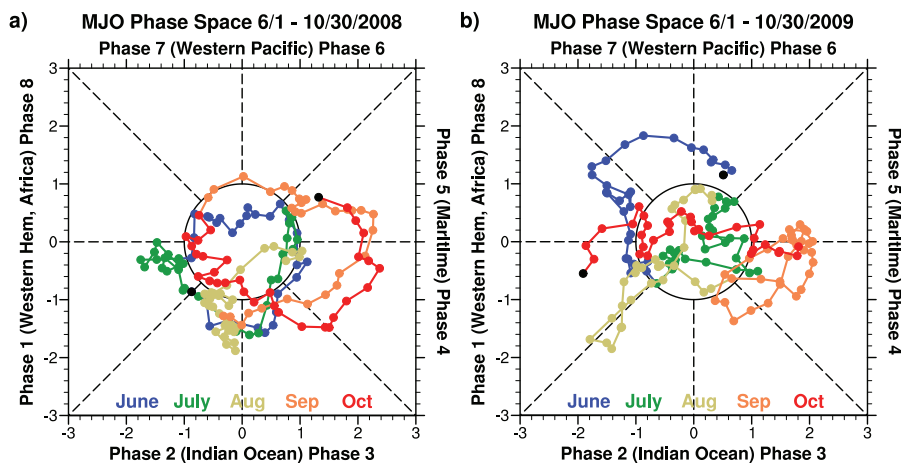 a) MJO Phase Space 6/1 - 10/30/2008
Phase 7 (Western Pacific) Phase 6
3
2
1
0
-1
-2
-3
Phase 1 (Western Hem, Africa) Phase 8
Phase 5 (Maritime) Phase 4
June July Aug Sep Oct
-3 -2 -1 0 1 2 3
Phase 2 (Indian Ocean) Phase 3
b) MJO Phase Space 6/1 - 10/30/2009
Phase 7 (Western Pacific) Phase 6
3
2
1
0
-1
-2
-3
Phase 1 (Western Hem, Africa) Phase 8
Phase 5 (Maritime) Phase 4
June July Aug Sep Oct
-3 -2 -1 0 1 2 3
Phase 2 (Indian Ocean) Phase 3